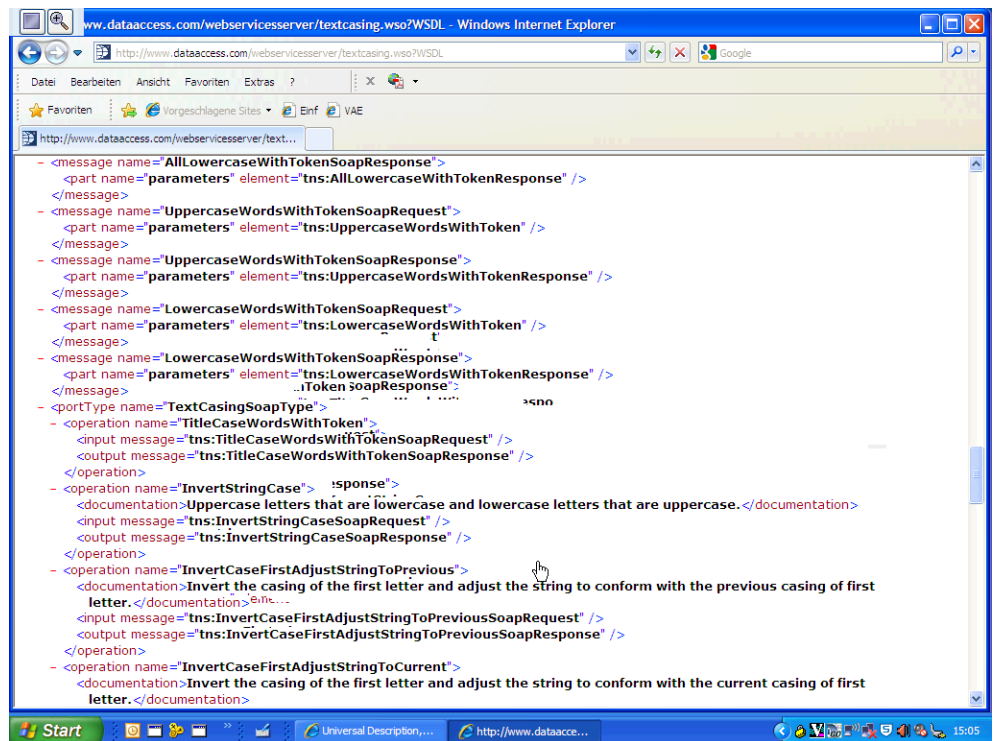 ww.dataaccess.com/webservicesserver/textcasing.wso?WSDL - Windows Internet Explorer
http://www.dataaccess.com/webservicesserver/textcasing.wso?WSDL
Google
Datei Bearbeiten Ansicht Favoriten Extras ?
Favoriten Vorgeschlagene Sites Einf VAE
http://www.dataaccess.com/webservicesserver/text...
- <message name="AllLowercaseWithTokenSoapResponse">
<part name="parameters" element="tns:AllLowercaseWithTokenResponse" />
</message>
- <message name="UppercaseWordsWithTokenSoapRequest">
<part name="parameters" element="tns:UppercaseWordsWithToken" />
</message>
- <message name="UppercaseWordsWithTokenSoapResponse">
<part name="parameters" element="tns:UppercaseWordsWithTokenResponse" />
</message>
- <message name="LowercaseWordsWithTokenSoapRequest">
<part name="parameters" element="tns:LowercaseWordsWithToken" />
</message>
- <message name="LowercaseWordsWithTokenSoapResponse">
<part name="parameters" element="tns:LowercaseWordsWithTokenResponse" />
</message>
- <portType name="TextCasingSoapType">
- <operation name="TitleCaseWordsWithToken">
<input message="tns:TitleCaseWordsWithTokenSoapRequest" />
<output message="tns:TitleCaseWordsWithTokenSoapResponse" />
</operation>
- <operation name="InvertStringCase">
<documentation>Uppercase letters that are lowercase and lowercase letters that are uppercase.</documentation>
<input message="tns:InvertStringCaseSoapRequest" />
<output message="tns:InvertStringCaseSoapResponse" />
</operation>
- <operation name="InvertCaseFirstAdjustStringToPrevious">
<documentation>Invert the casing of the first letter and adjust the string to conform with the previous casing of first
letter.</documentation>
<input message="tns:InvertCaseFirstAdjustStringToPreviousSoapRequest" />
<output message="tns:InvertCaseFirstAdjustStringToPreviousSoapResponse" />
</operation>
- <operation name="InvertCaseFirstAdjustStringToCurrent">
<documentation>Invert the casing of the first letter and adjust the string to conform with the current casing of first
letter.</documentation>
Start Universal Description,... http://www.dataacce... 15:05